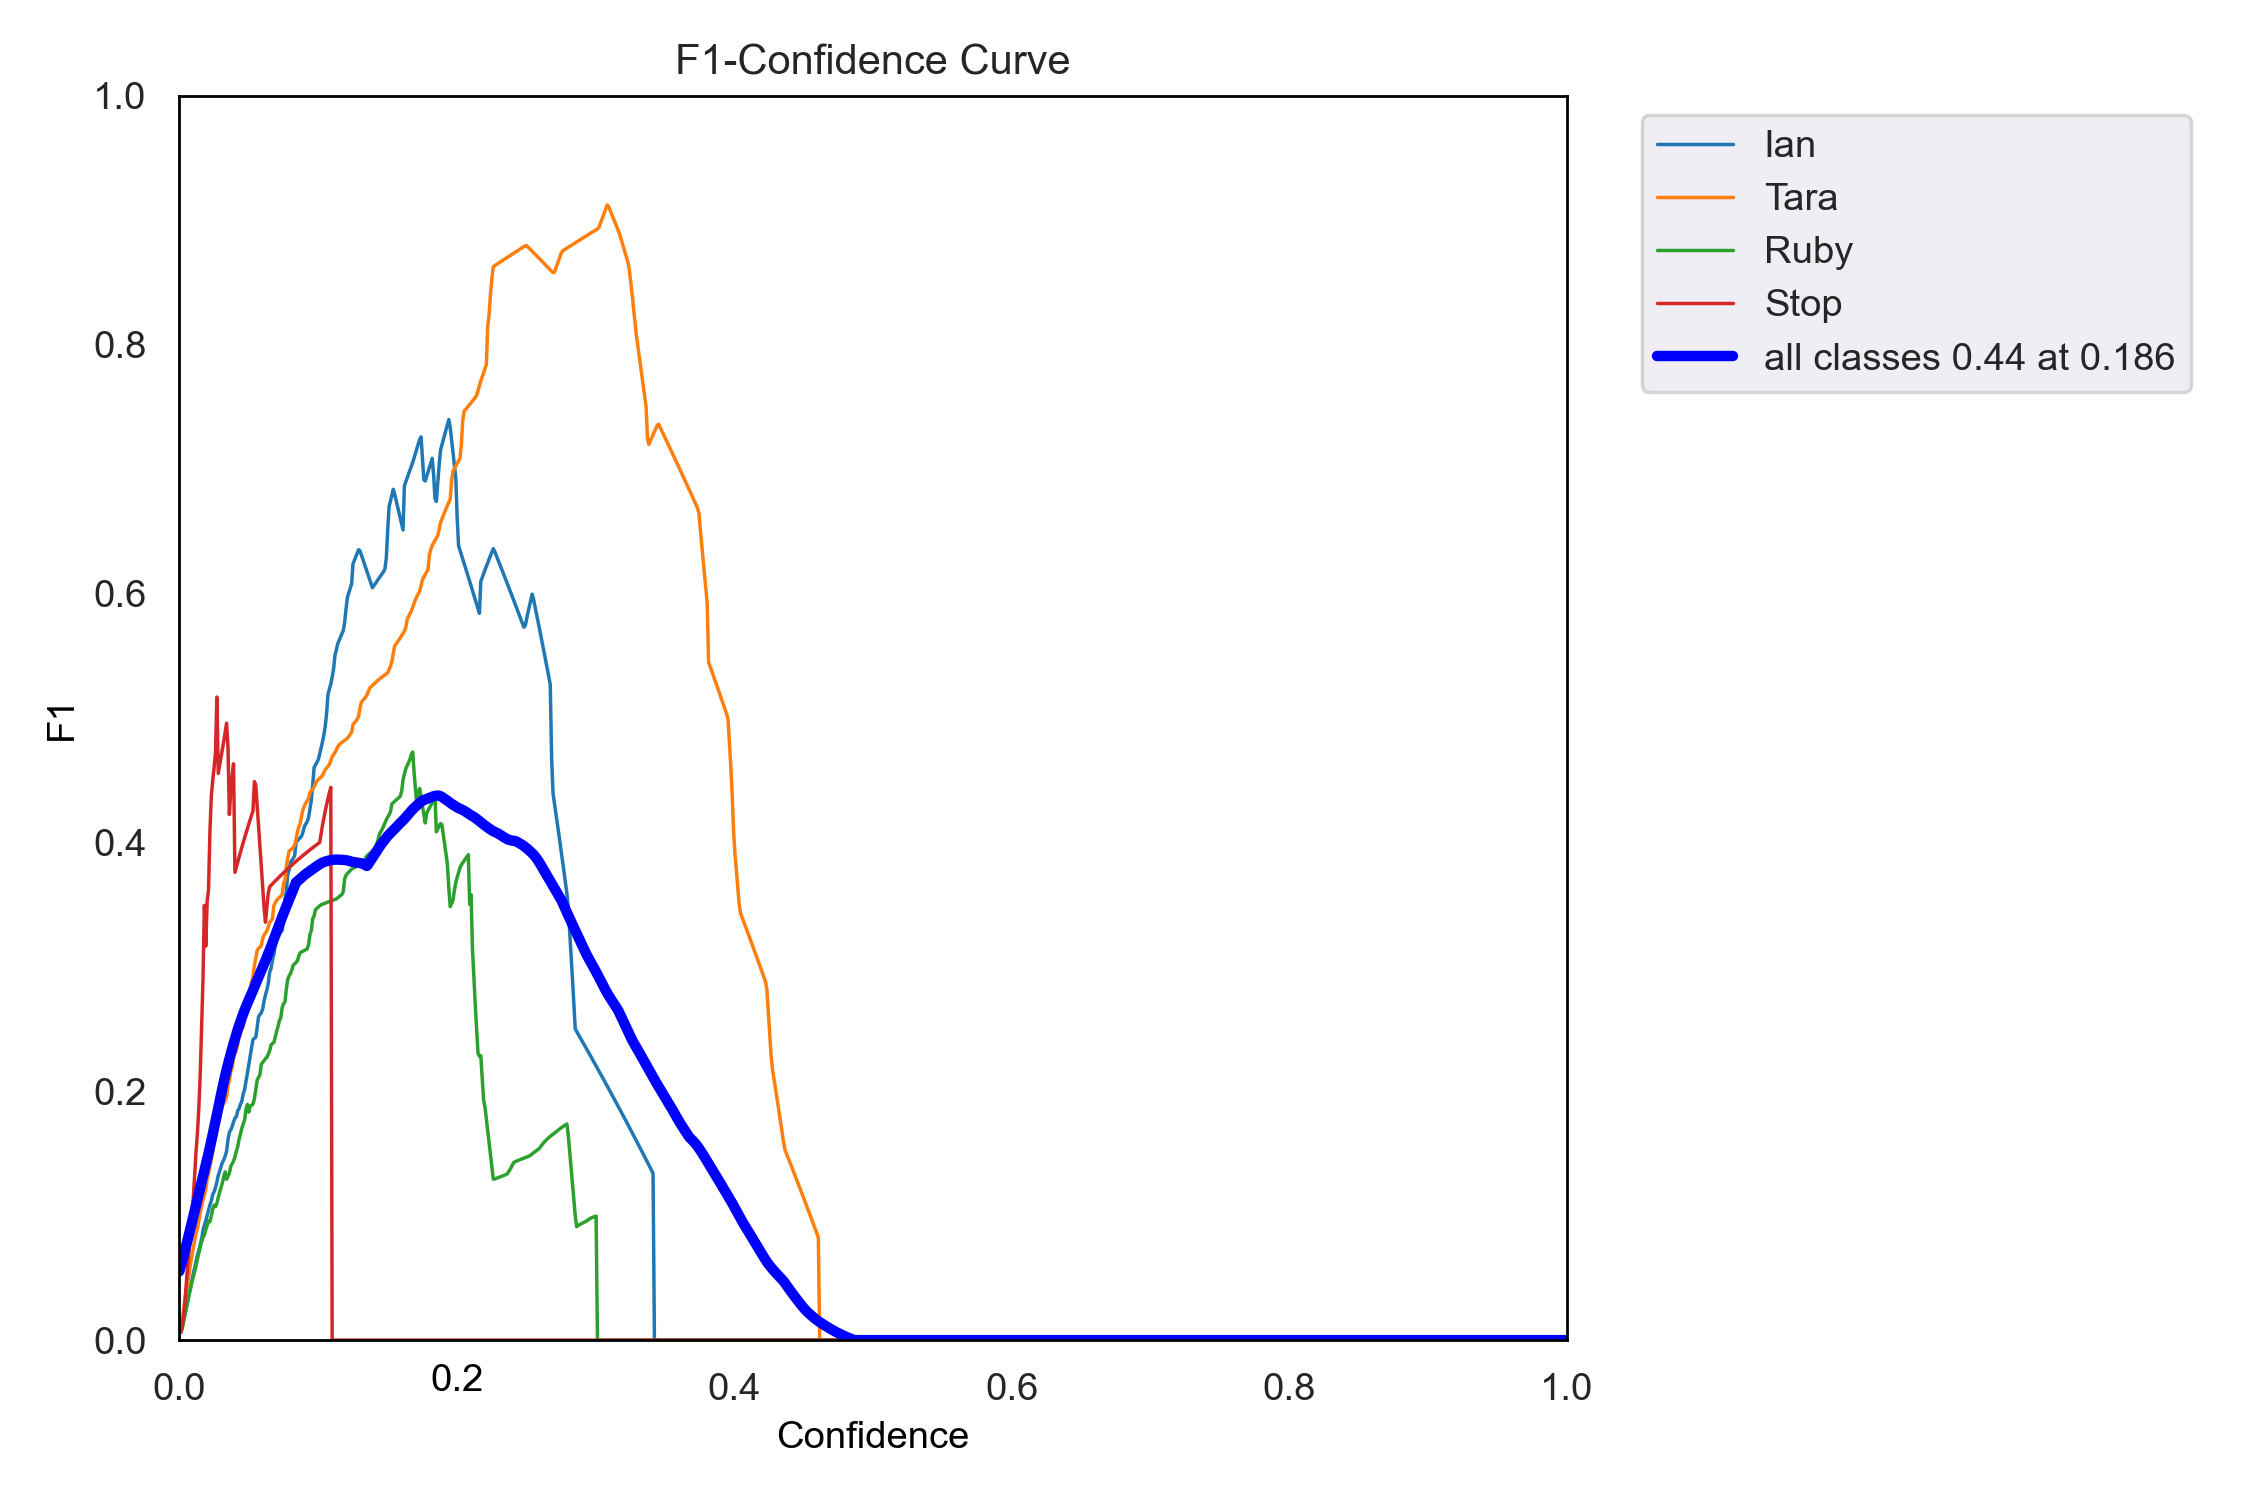 F1-Confidence Curve
1.0
0.8
0.6
0.4
0.2
0.0
F1
0.0 0.2 0.4 0.6 0.8 1.0
Confidence
Ian
Tara
Ruby
Stop
all classes 0.44 at 0.186